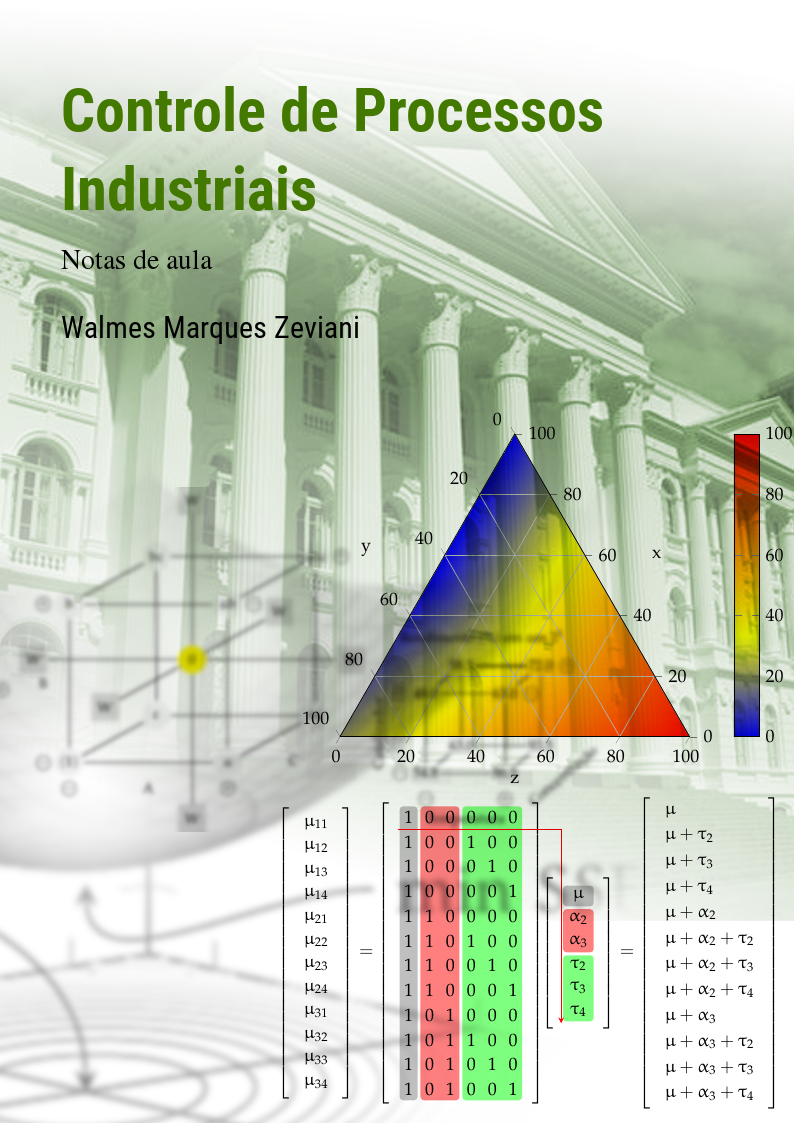 Controle de Processos
Industriais
Notas de aula
Walmes Marques Zeviani
0 100 100
20 80 80
y 40 60 x 60
60 40 40
80 20 20
100 0 0
0 20 40 60 80 100
z
μ11
μ12
μ13
μ14
μ21
μ22
μ23
μ24
μ31
μ32
μ33
μ34
=
1 0 0 0 0 0
1 0 0 1 0 0
1 0 0 0 1 0
1 0 0 0 0 1
1 1 0 0 0 0
1 1 0 1 0 0
1 1 0 0 1 0
1 1 0 0 0 1
1 0 1 0 0 0
1 0 1 1 0 0
1 0 1 0 1 0
1 0 1 0 0 1
μ
α2
α3
τ2
τ3
τ4
=
μ
μ + τ2
μ + τ3
μ + τ4
μ + α2
μ + α2 + τ2
μ + α2 + τ3
μ + α2 + τ4
μ + α3
μ + α3 + τ2
μ + α3 + τ3
μ + α3 + τ4
min SSE
W
W
W
W
W
B
A
C